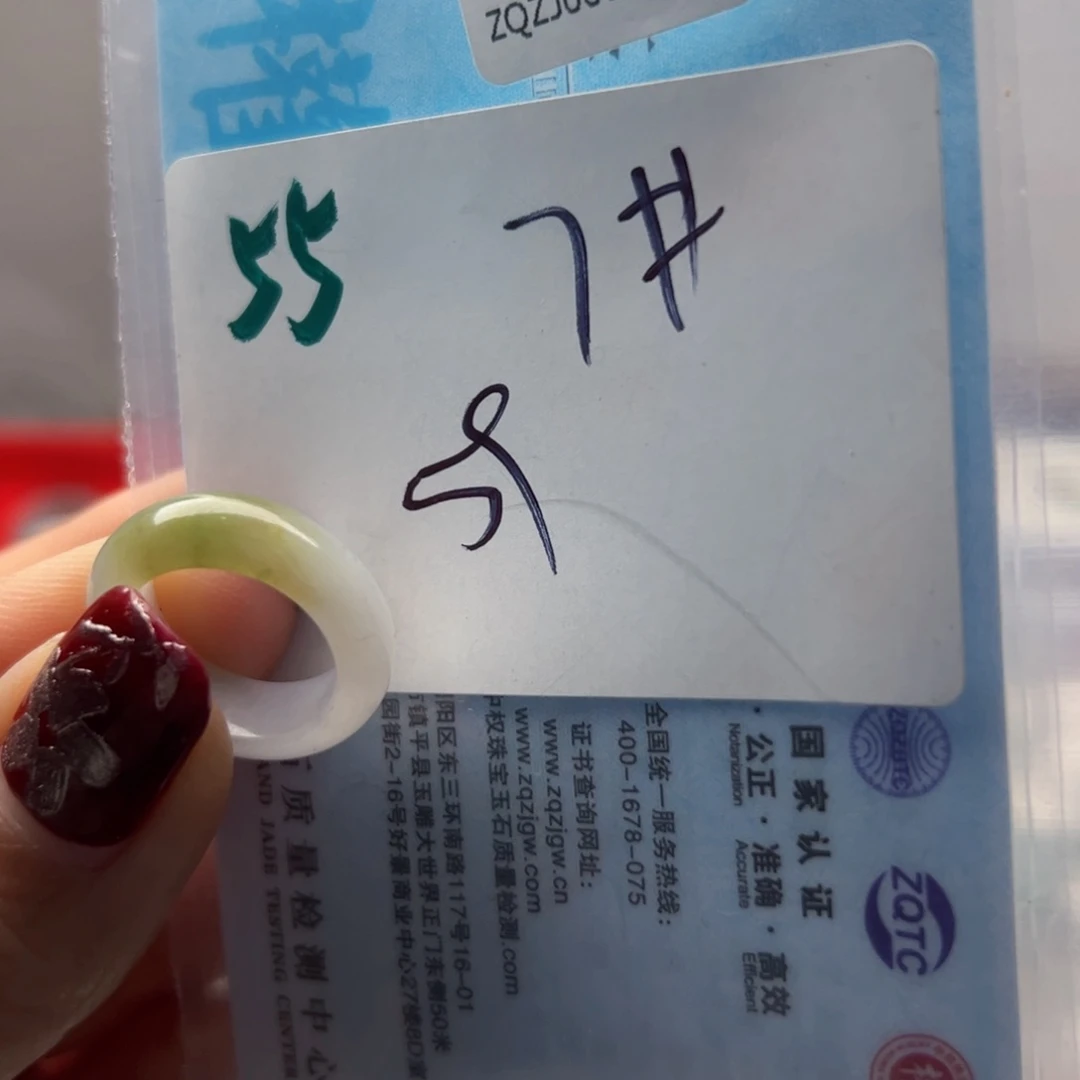 ZQZJ
55 7#
国家认证
·公正·准确·高效
Notarization Accurate Efficient
全国统一服务热线:
400-1678-075
证书查询网址:
www.zqzjgw.cn
www.zqzjgw.com
权珠宝玉石质量检测.com
阳区东三环南路117号16-01
镇平县玉雕大世界正门东侧50米
园街2-16号好 商业中心27楼8D
质量检测中心
AND JADE TESTING CENTER
ZQTC